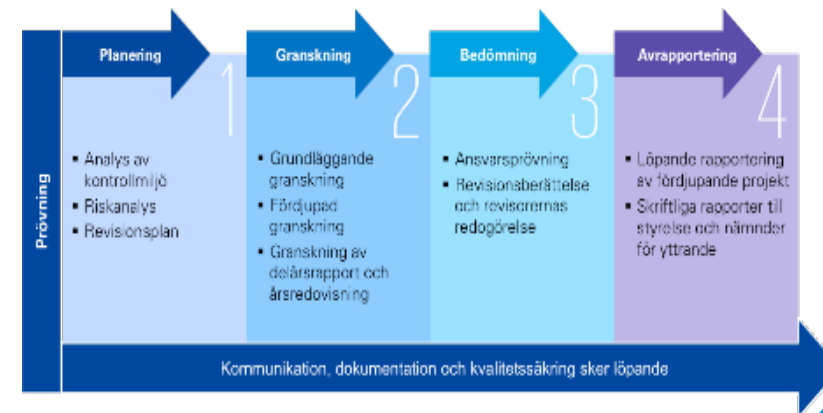 Prövning
Planering
1
▪ Analys av
kontrollmiljö
▪ Riskanalys
▪ Revisionsplan
Granskning
2
▪ Grundläggande
granskning
▪ Fördjupad
granskning
▪ Granskning av
delårsrapport och
årsredovisning
Bedömning
3
▪ Ansvarsprövning
▪ Revisionsberättelse
och revisorernas
redogörelse
Avrapportering
4
▪ Löpande rapportering
av fördjupande projekt
▪ Skriftliga rapporter till
styrelse och nämnder
för yttrande
Kommunikation, dokumentation och kvalitetssäkring sker löpande